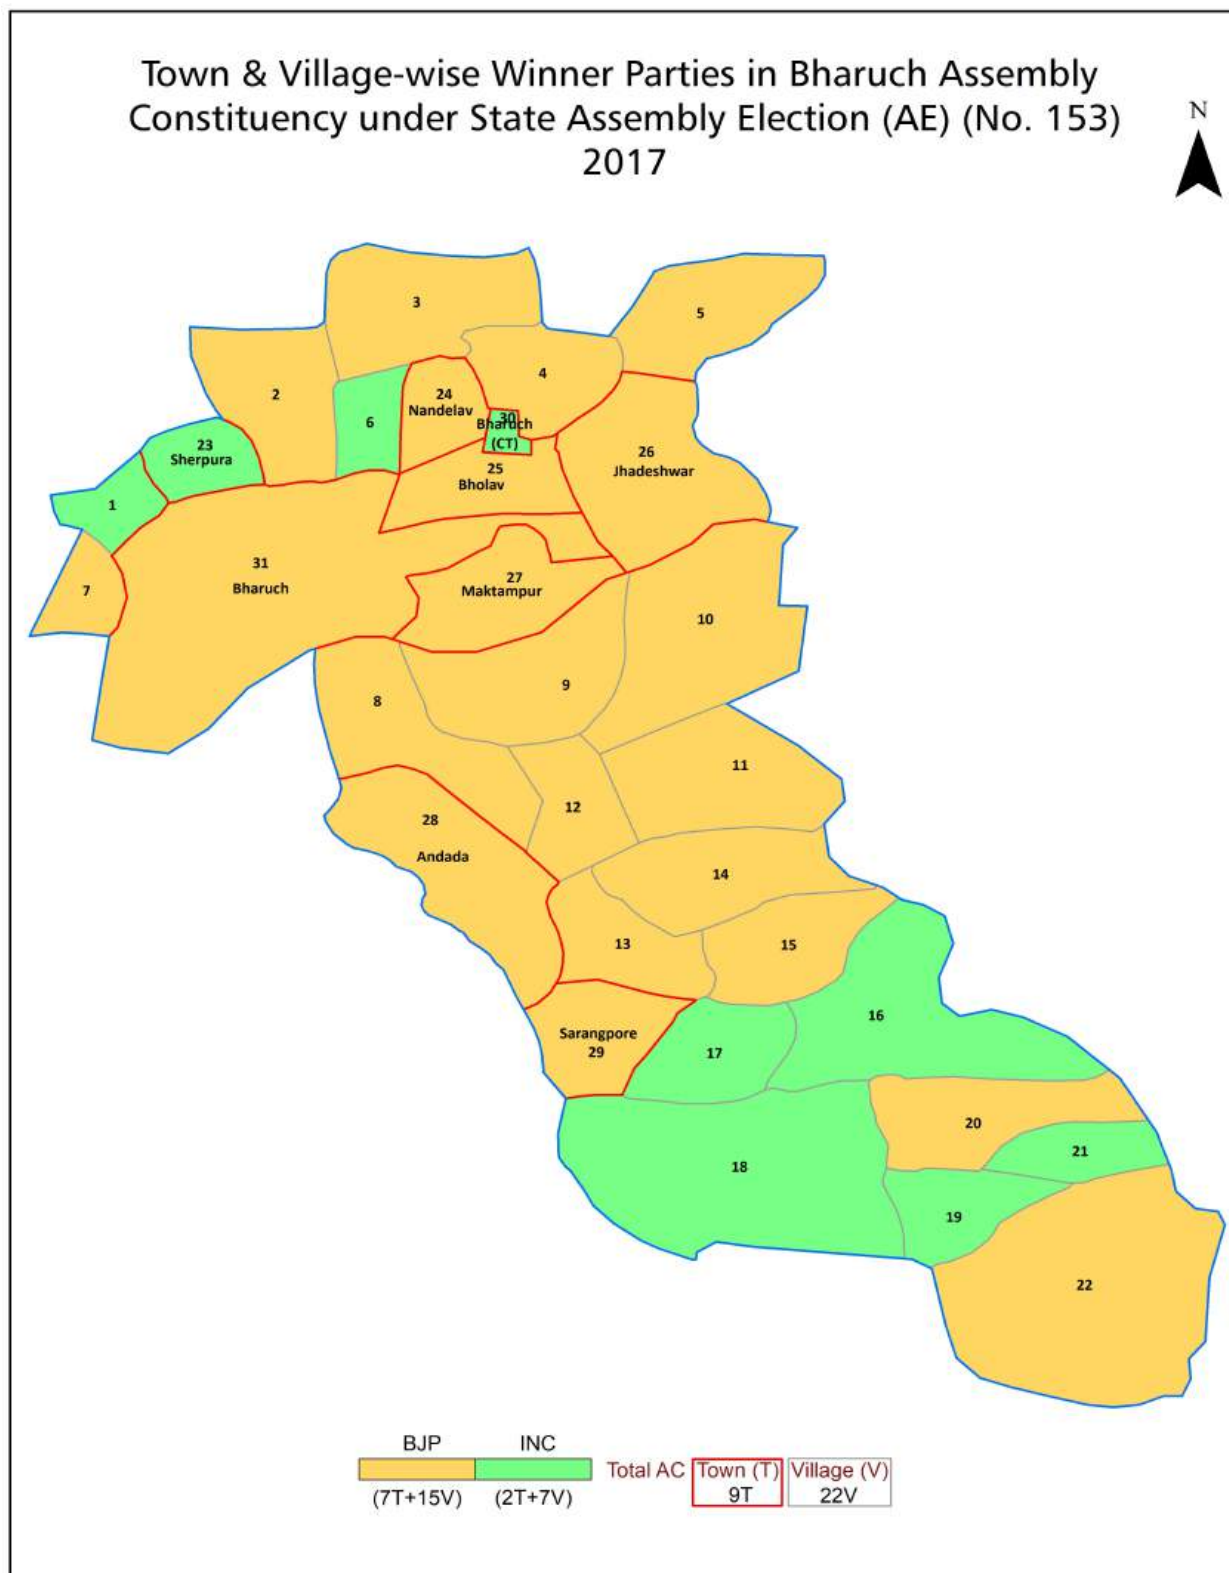 Town & Village-wise Winner Parties in Bharuch Assembly
Constituency under State Assembly Election (AE) (No. 153)
2017
N
3
5
4
2
24
Nandelav
6
30
Bharuch
(CT)
23
Sherpura
26
Jhadeshwar
25
Bholav
1
31
Bharuch
7
27
Maktampur
10
9
8
11
12
28
Andada
14
13
15
16
Sarangpore
29
17
20
21
18
19
22
BJP
INC
Total AC
Town (T)
Village (V)
(7T+15V)
(2T+7V)
9T
22V